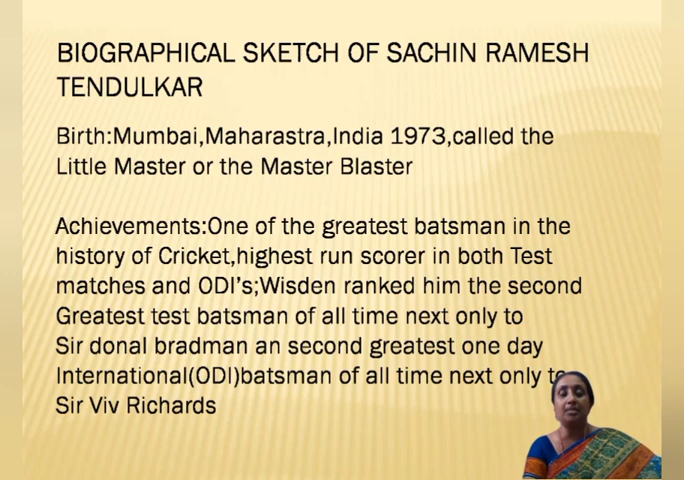 BIOGRAPHICAL SKETCH OF SACHIN RAMESH
TENDULKAR
Birth:Mumbai,Maharastra,India 1973,called the
Little Master or the Master Blaster
Achievements:One of the greatest batsman in the
history of Cricket,highest run scorer in both Test
matches and ODI's;Wisden ranked him the second
Greatest test batsman of all time next only to
Sir donal bradman an second greatest one day
International(ODI)batsman of all time next only to
Sir Viv Richards